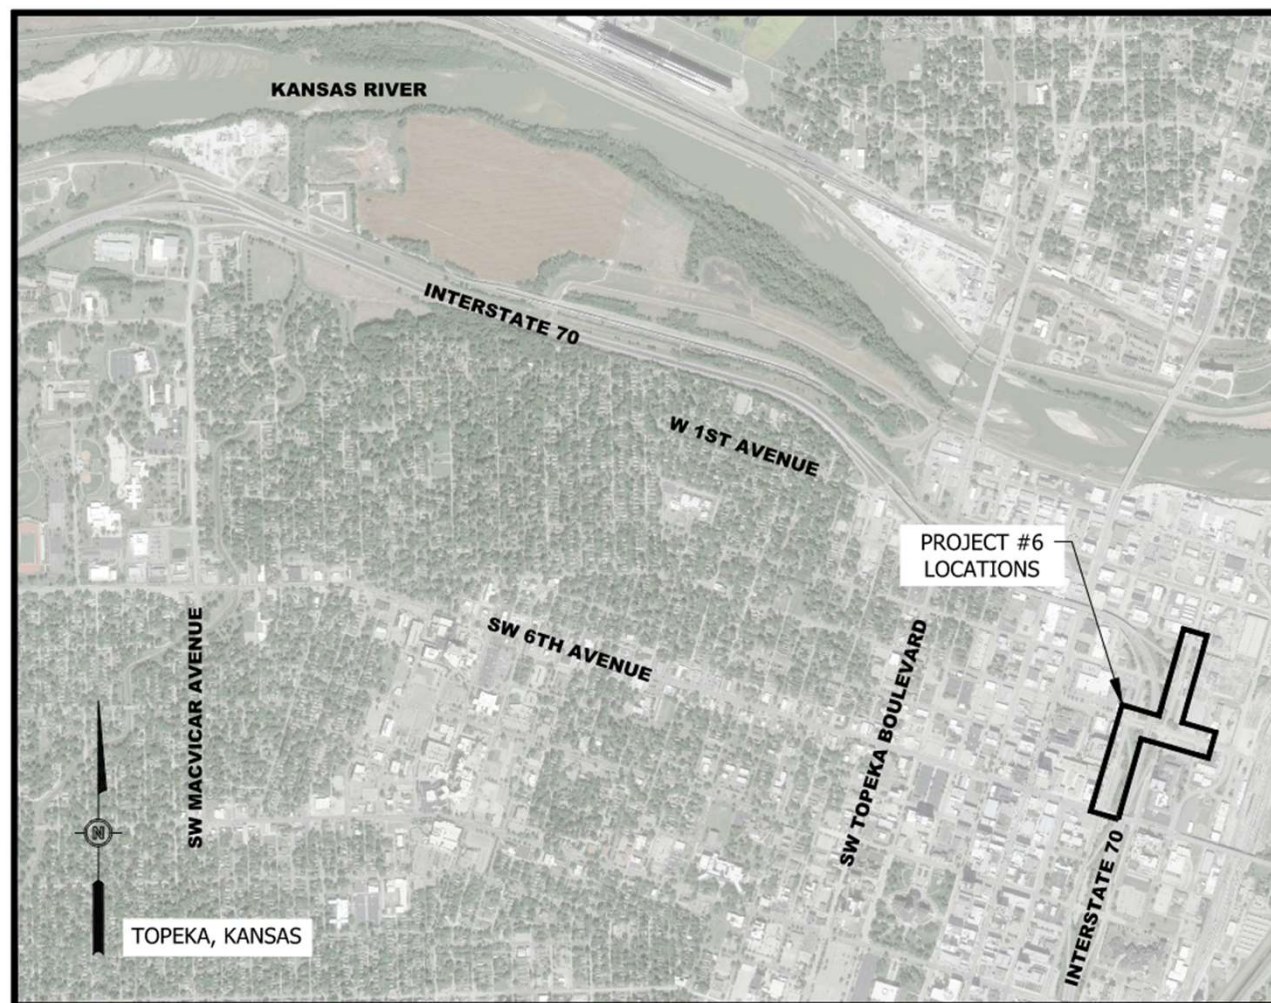 KANSAS RIVER
INTERSTATE 70
W 1ST AVENUE
PROJECT #6
LOCATIONS
SW MACVICAR AVENUE
SW 6TH AVENUE
SW TOPEKA BOULEVARD
INTERSTATE 70
N
TOPEKA, KANSAS